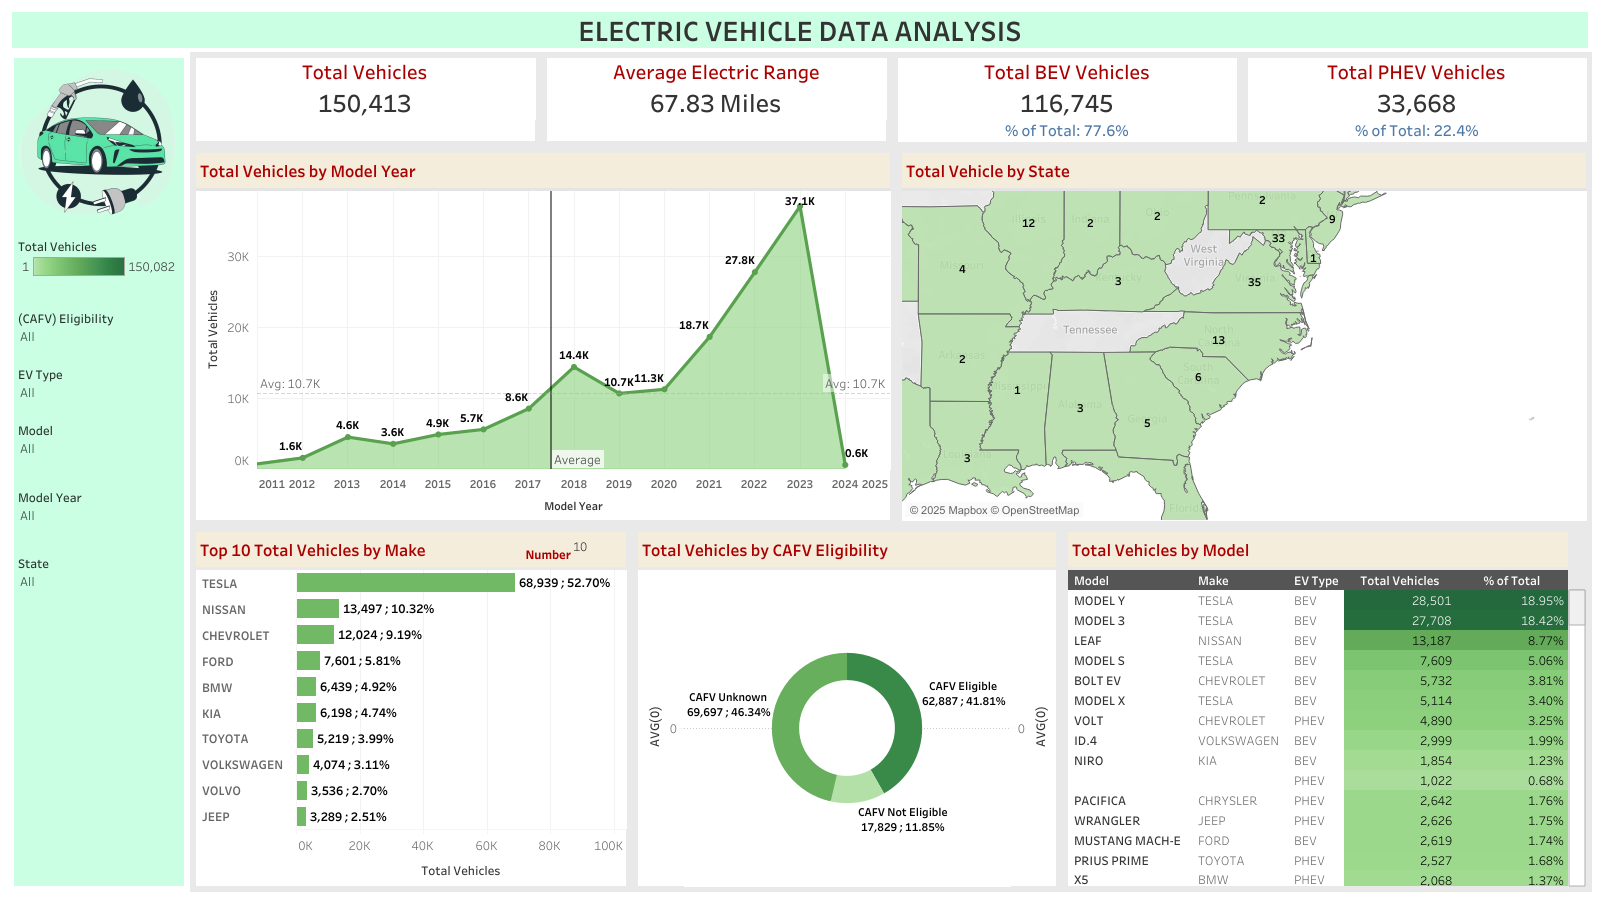 ELECTRIC VEHICLE DATA ANALYSIS
Total Vehicles
1 150,082
(CAFV) Eligibility
All
EV Type
All
Model
All
Model Year
All
State
All
Total Vehicles
150,413
Average Electric Range
67.83 Miles
Total BEV Vehicles
116,745
% of Total: 77.6%
Total PHEV Vehicles
33,668
% of Total: 22.4%
Total Vehicles by Model Year
Total Vehicles
30K
20K
10K
0K
Avg: 10.7K
Avg: 10.7K
1.6K
4.6K
3.6K
4.9K
5.7K
8.6K
14.4K
10.7K
11.3K
18.7K
27.8K
37.1K
0.6K
Average
2011 2012 2013 2014 2015 2016 2017 2018 2019 2020 2021 2022 2023 2024 2025
Model Year
Total Vehicle by State
Pennsylvania
2
Illinois
12
Indiana
2
Ohio
2
9
33
West
Virginia
1
Missouri
4
Kentucky
3
Virginia
35
Tennessee
North
Carolina
13
Arkansas
2
South
Carolina
6
Mississippi
1
Alabama
3
Georgia
5
Louisiana
3
Florida
© 2025 Mapbox © OpenStreetMap
Top 10 Total Vehicles by Make
Number 10
TESLA 68,939 ; 52.70%
NISSAN 13,497 ; 10.32%
CHEVROLET 12,024 ; 9.19%
FORD 7,601 ; 5.81%
BMW 6,439 ; 4.92%
KIA 6,198 ; 4.74%
TOYOTA 5,219 ; 3.99%
VOLKSWAGEN 4,074 ; 3.11%
VOLVO 3,536 ; 2.70%
JEEP 3,289 ; 2.51%
0K 20K 40K 60K 80K 100K
Total Vehicles
Total Vehicles by CAFV Eligibility
AVG(0)
0
CAFV Unknown
69,697 ; 46.34%
CAFV Eligible
62,887 ; 41.81%
0
AVG(0)
CAFV Not Eligible
17,829 ; 11.85%
Total Vehicles by Model
Model Make EV Type Total Vehicles % of Total
MODEL Y TESLA BEV 28,501 18.95%
MODEL 3 TESLA BEV 27,708 18.42%
LEAF NISSAN BEV 13,187 8.77%
MODEL S TESLA BEV 7,609 5.06%
BOLT EV CHEVROLET BEV 5,732 3.81%
MODEL X TESLA BEV 5,114 3.40%
VOLT CHEVROLET PHEV 4,890 3.25%
ID.4 VOLKSWAGEN BEV 2,999 1.99%
NIRO KIA BEV 1,854 1.23%
PHEV 1,022 0.68%
PACIFICA CHRYSLER PHEV 2,642 1.76%
WRANGLER JEEP PHEV 2,626 1.75%
MUSTANG MACH-E FORD BEV 2,619 1.74%
PRIUS PRIME TOYOTA PHEV 2,527 1.68%
X5 BMW PHEV 2,068 1.37%